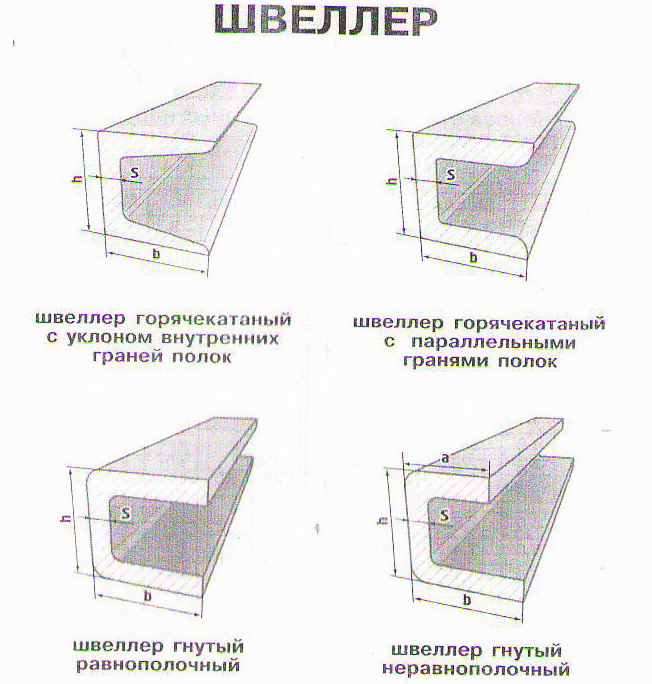 ШВЕЛЛЕР
h
S
b
h
S
b
швеллер горячекатаный
с уклоном внутренних
граней полок
швеллер горячекатаный
с параллельными
гранями полок
h
S
b
a
h
S
b
швеллер гнутый
равнополочный
швеллер гнутый
неравнополочный